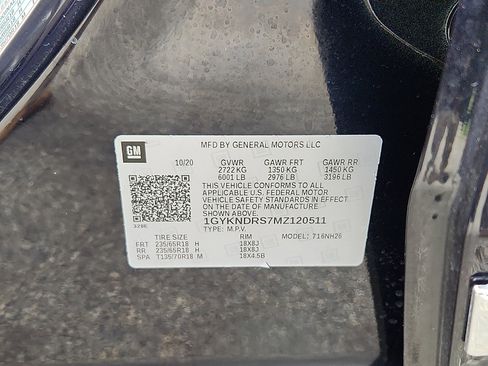 GM
MFD BY GENERAL MOTORS LLC
10/20 GVWR GAWR FRT GAWR RR
2722 KG 1350 KG 1450 KG
6001 LB 2976 LB 3196 LB
THIS VEHICLE CONFORMS TO ALL
APPLICABLE U.S. FEDERAL MOTOR
VEHICLE SAFETY STANDARDS IN EFFECT
ON THE DATE OF MANUFACTURE
SHOWN ABOVE.
1GYKNDRS7MZ120511
TYPE: M.P.V.
TIRE SIZE RIM MODEL: 716NH26
FRT 235/65R18 H 18X8J
RR 235/65R18 H 18X8J
SPA T135/70R18 M 18X4.5B